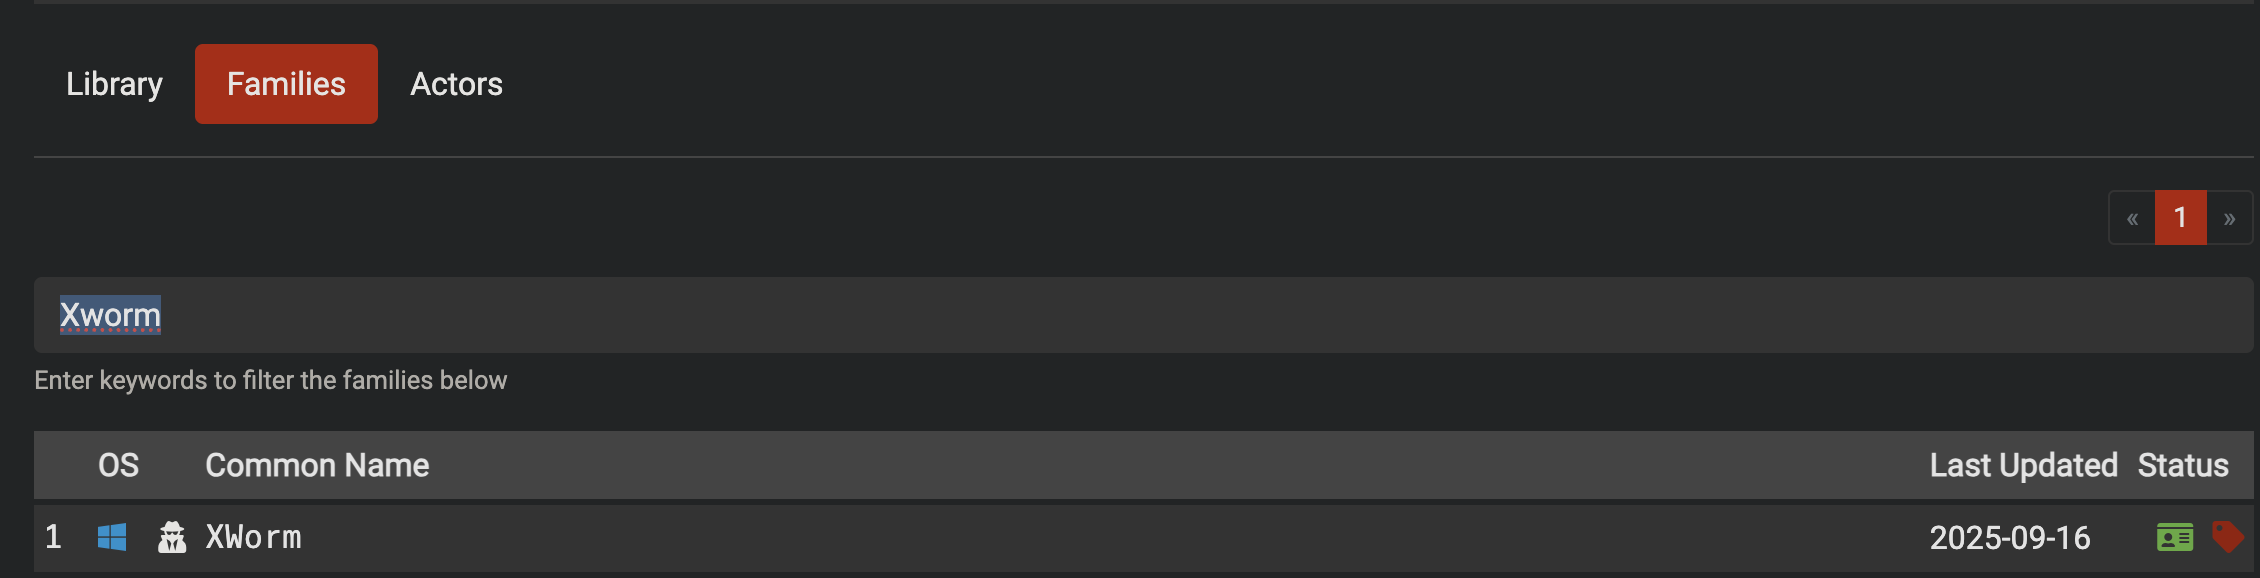 Library Families Actors
« 1 »
Xworm
Enter keywords to filter the families below
OS Common Name Last Updated Status
1 XWorm 2025-09-16